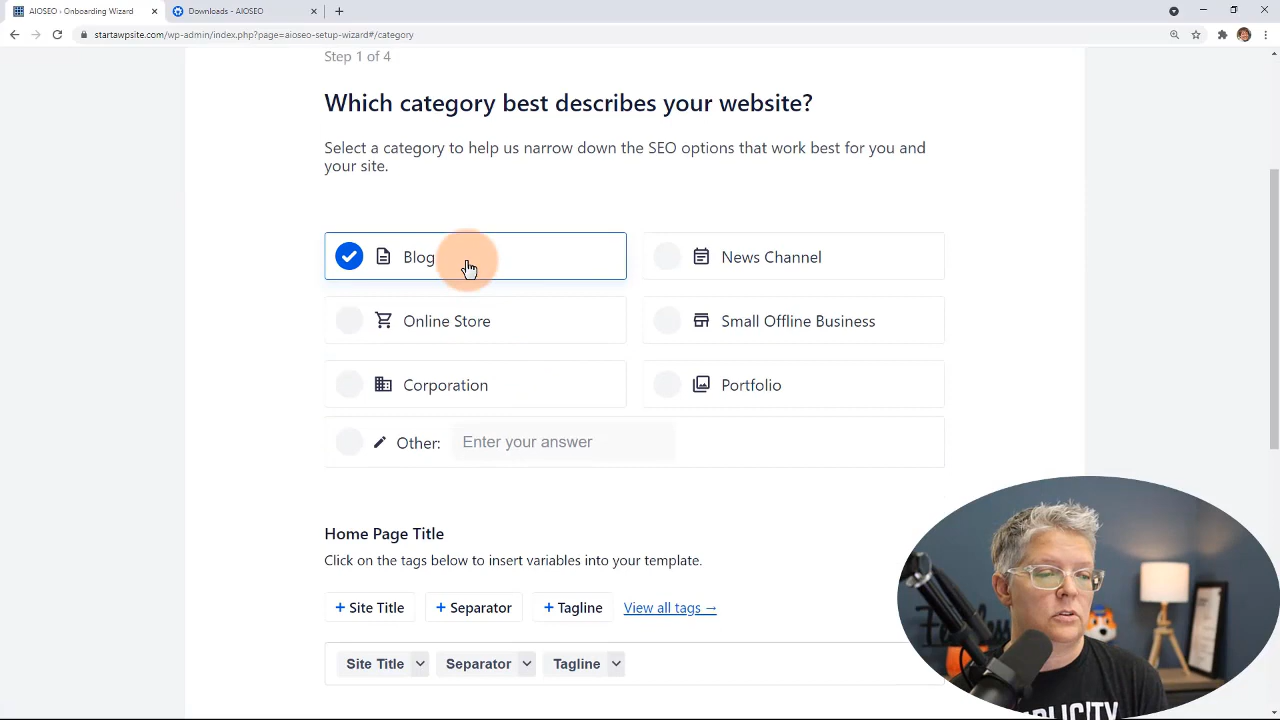 AIOSEO › Onboarding Wizard
Downloads - AIOSEO
startawpsite.com/wp-admin/index.php?page=aioseo-setup-wizard#/category
Step 1 of 4
Which category best describes your website?
Select a category to help us narrow down the SEO options that work best for you and
your site.
Blog
News Channel
Online Store
Small Offline Business
Corporation
Portfolio
Other: Enter your answer
Home Page Title
Click on the tags below to insert variables into your template.
+ Site Title
+ Separator
+ Tagline
View all tags →
Site Title
Separator
Tagline